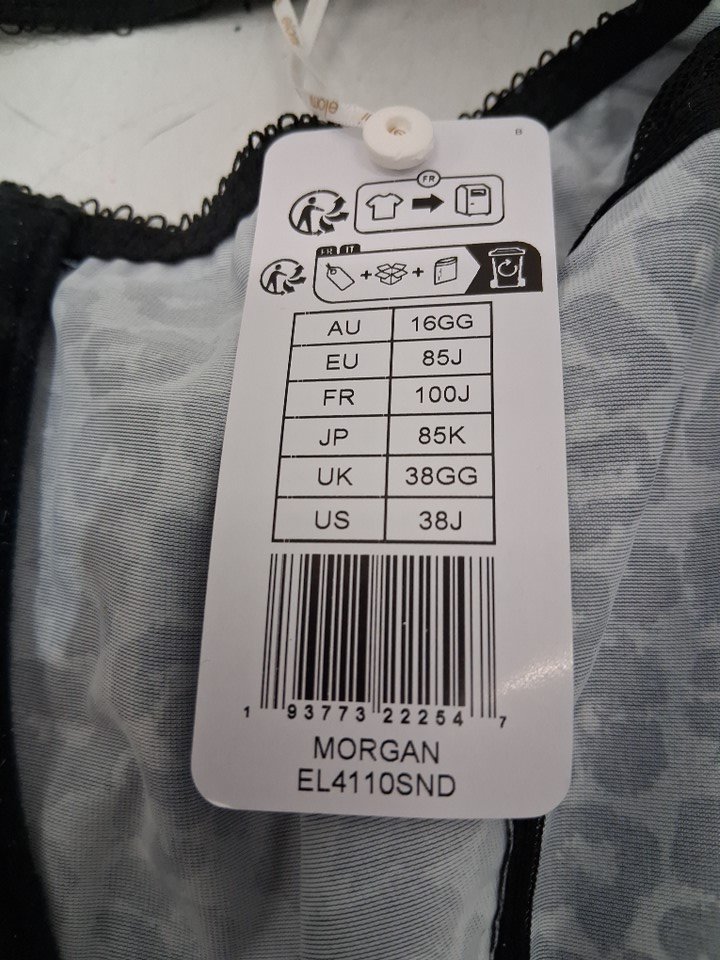 B
FR
FR IT
AU 16GG
EU 85J
FR 100J
JP 85K
UK 38GG
US 38J
1 93773 22254 7
MORGAN
EL4110SND